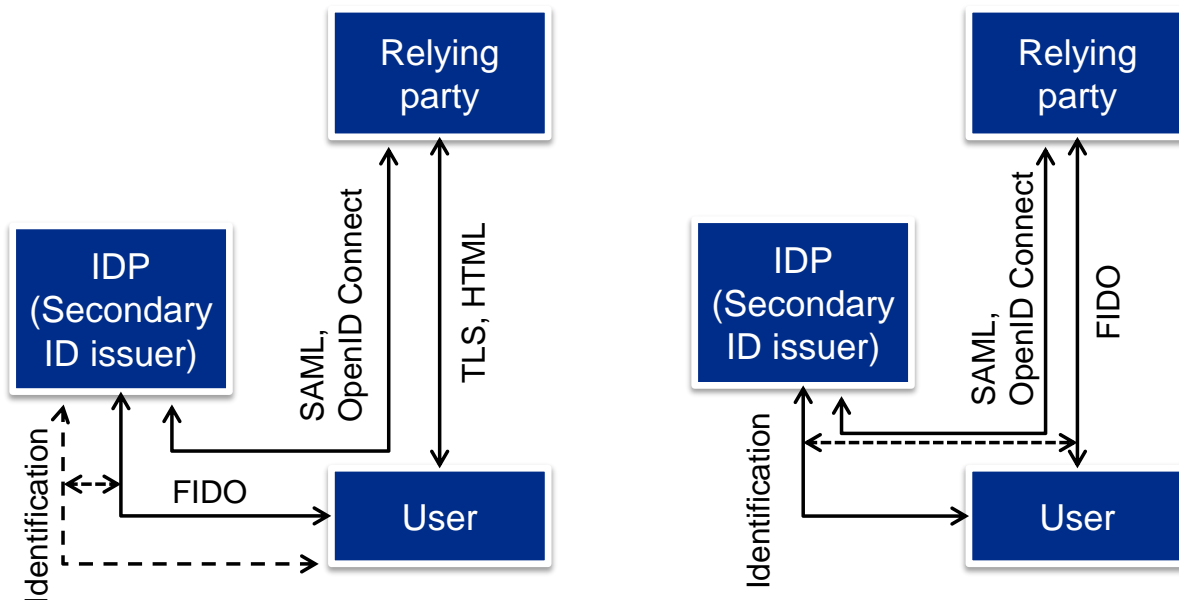 Relying
party
IDP
(Secondary
ID issuer)
SAML,
OpenID Connect
TLS, HTML
Identification
FIDO
User
Relying
party
IDP
(Secondary
ID issuer)
SAML,
OpenID Connect
FIDO
Identification
User